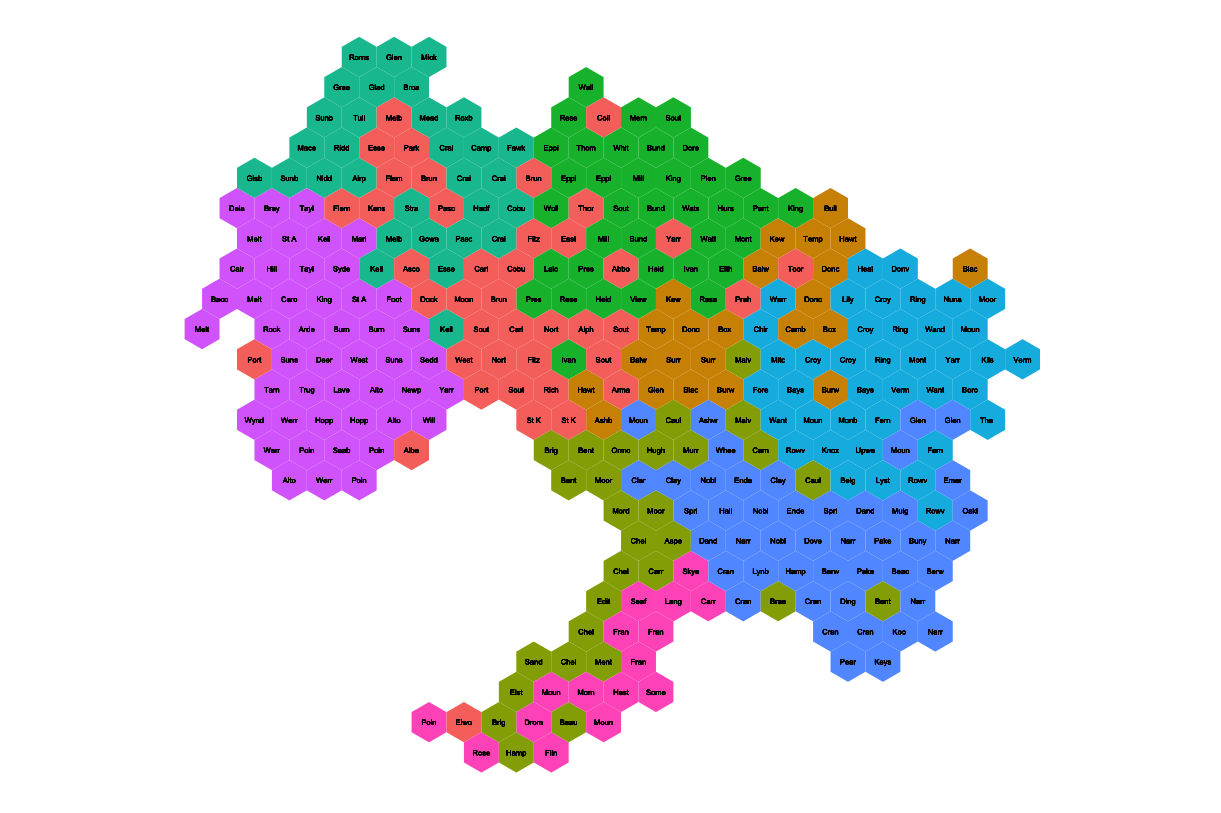 Roms Glen Mick
Gree Glad Broa
Wall
Sunb Tull Melb Mead Roxb Rese Coll Mern Sout
Mace Ridd Esse Park Crai Camp Fawk Eppi Thom Whit Bund Dore
Gisb Sunb Nidd Airp Flem Brun Crai Crai Brun Eppi Eppi Mill King Plen Gree
Dela Bray Tayl Flem Kens Stra Pasc Hadf Cobu Woll Thor Sout Bund Wats Hurs Pant King Bull
Melt St A Keil Mari Melb Gowa Pasc Cral Fitz East Mill Bund Yarr Watt Mont Kew Temp Hawt
Cair Hill Tayl Syde Keil Asco Esse Carl Cobu Lalo Pres Abbo Heid Ivan Elth Balw Toor Donc Heal Donv Blac
Bacc Melt Caro King St A Foot Dock Moon Brun Pres Rese Heid View Kew Rosa Prah Warr Donc Lily Croy Ring Nuna Moor
Melt Rock Arde Burn Burn Suns Keil Sout Carl Nort Alph Sout Temp Donc Box Chir Camb Box Croy Ring Wand Moun
Port Suns Deer West Suns Sedd West Nort Fitz Ivan Sout Balw Surr Surr Malv Mitc Croy Croy Ring Mont Yarr Kils Verm
Tarn Trug Lave Alto Newp Yarr Port Sout Rich Hawt Arma Glen Blac Burw Fore Bays Burw Bays Verm Want Boro
Wynd Werr Hopp Hopp Alto Will St K St K Ashb Moun Caul Ashw Malv Want Moun Monb Fern Glen Glen The
Warr Poin Seab Poin Albe Brig Bent Ormo Hugh Murr Whee Carn Rowv Knox Upwe Moun Fern
Alto Werr Poin Bent Moor Clar Clay Nobl Ende Clay Caul Belg Lyst Rowv Emer
Mord Moor Spri Hall Nobl Ende Spri Dand Mulg Rowv Oakl
Chel Aspe Dand Narr Nobl Dove Narr Pake Buny Narr
Chel Carr Skye Cran Lynb Hamp Berw Pake Beac Berw
Edit Seaf Lang Carr Cran Brae Cran Ding Bent Narr
Chel Fran Fran Cran Cran Koo Narr
Sand Chel Ment Fran Pear Keys
Elst Moun Morn Hast Some
Poin Elwo Brig Drom Beau Moun
Rose Hamp Flin